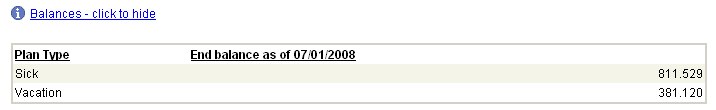 Balances - click to hide
Plan Type End balance as of 07/01/2008
Sick 811.529
Vacation 381.120